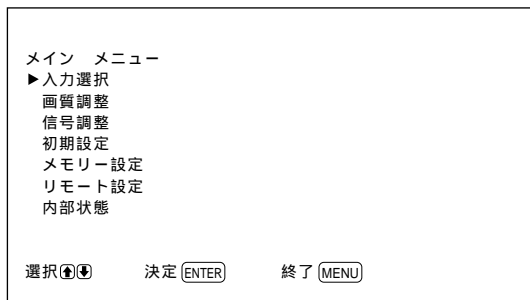 メイン メニュー
▶入力選択
画質調整
信号調整
初期設定
メモリー設定
リモート設定
内部状態
選択⬆⬇ 決定 ENTER 終了 MENU